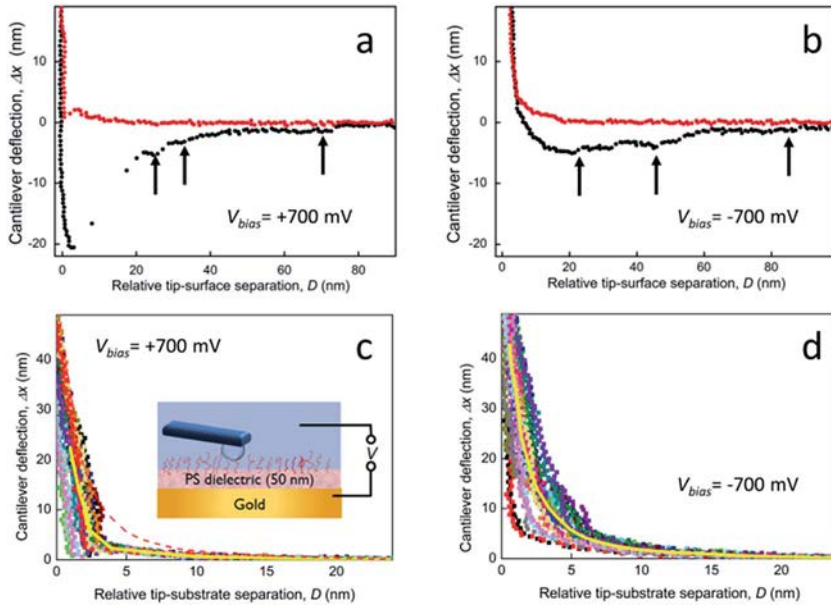 a
Cantilever deflection, Δx (nm)
10
0
-10
-20
V_bias= +700 mV
0 20 40 60 80
Relative tip-surface separation, D (nm)
b
Cantilever deflection, Δx (nm)
10
0
-10
-20
V_bias= -700 mV
0 20 40 60 80
Relative tip-surface separation, D (nm)
c
V_bias= +700 mV
Cantilever deflection, Δx (nm)
40
30
20
10
0
V
PS dielectric (50 nm)
Gold
0 5 10 15 20
Relative tip-substrate separation, D (nm)
d
Cantilever deflection, Δx (nm)
40
30
20
10
0
V_bias= -700 mV
0 5 10 15 20
Relative tip-substrate separation, D (nm)